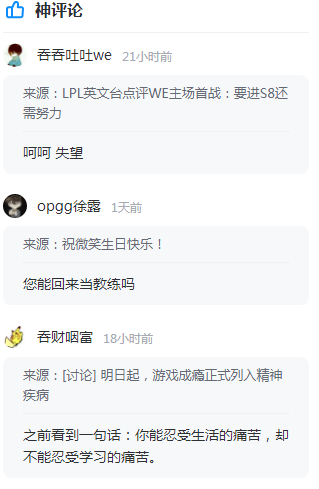 神评论
吞吞吐吐we 21小时前
来源：LPL英文台点评WE主场首战：要进S8还
需努力
呵呵 失望
opgg徐露 1天前
来源：祝微笑生日快乐！
您能回来当教练吗
吞财咽富 18小时前
来源：[讨论] 明日起，游戏成瘾正式列入精神
疾病
之前看到一句话：你能忍受生活的痛苦，却
不能忍受学习的痛苦。